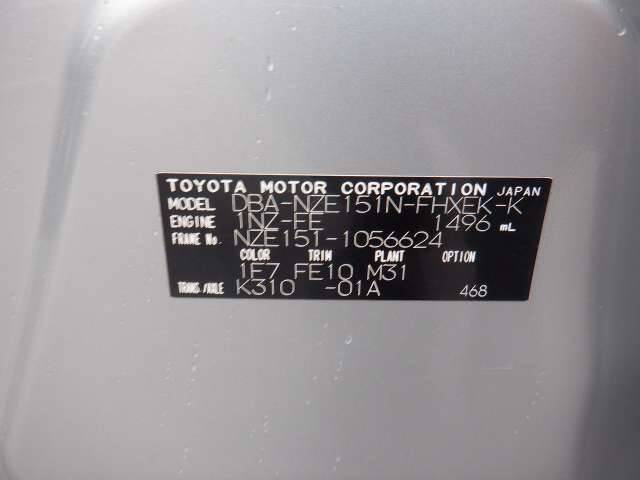 TOYOTA MOTOR CORPORATION JAPAN
MODEL DBA-NZE151N-FHXEK-K
ENGINE 1NZ-FE 1496 mL
FRAME No. NZE151-1056624
COLOR TRIM PLANT OPTION
1F7 FE10 M31
TRANS./AXLE K310 -01A 468